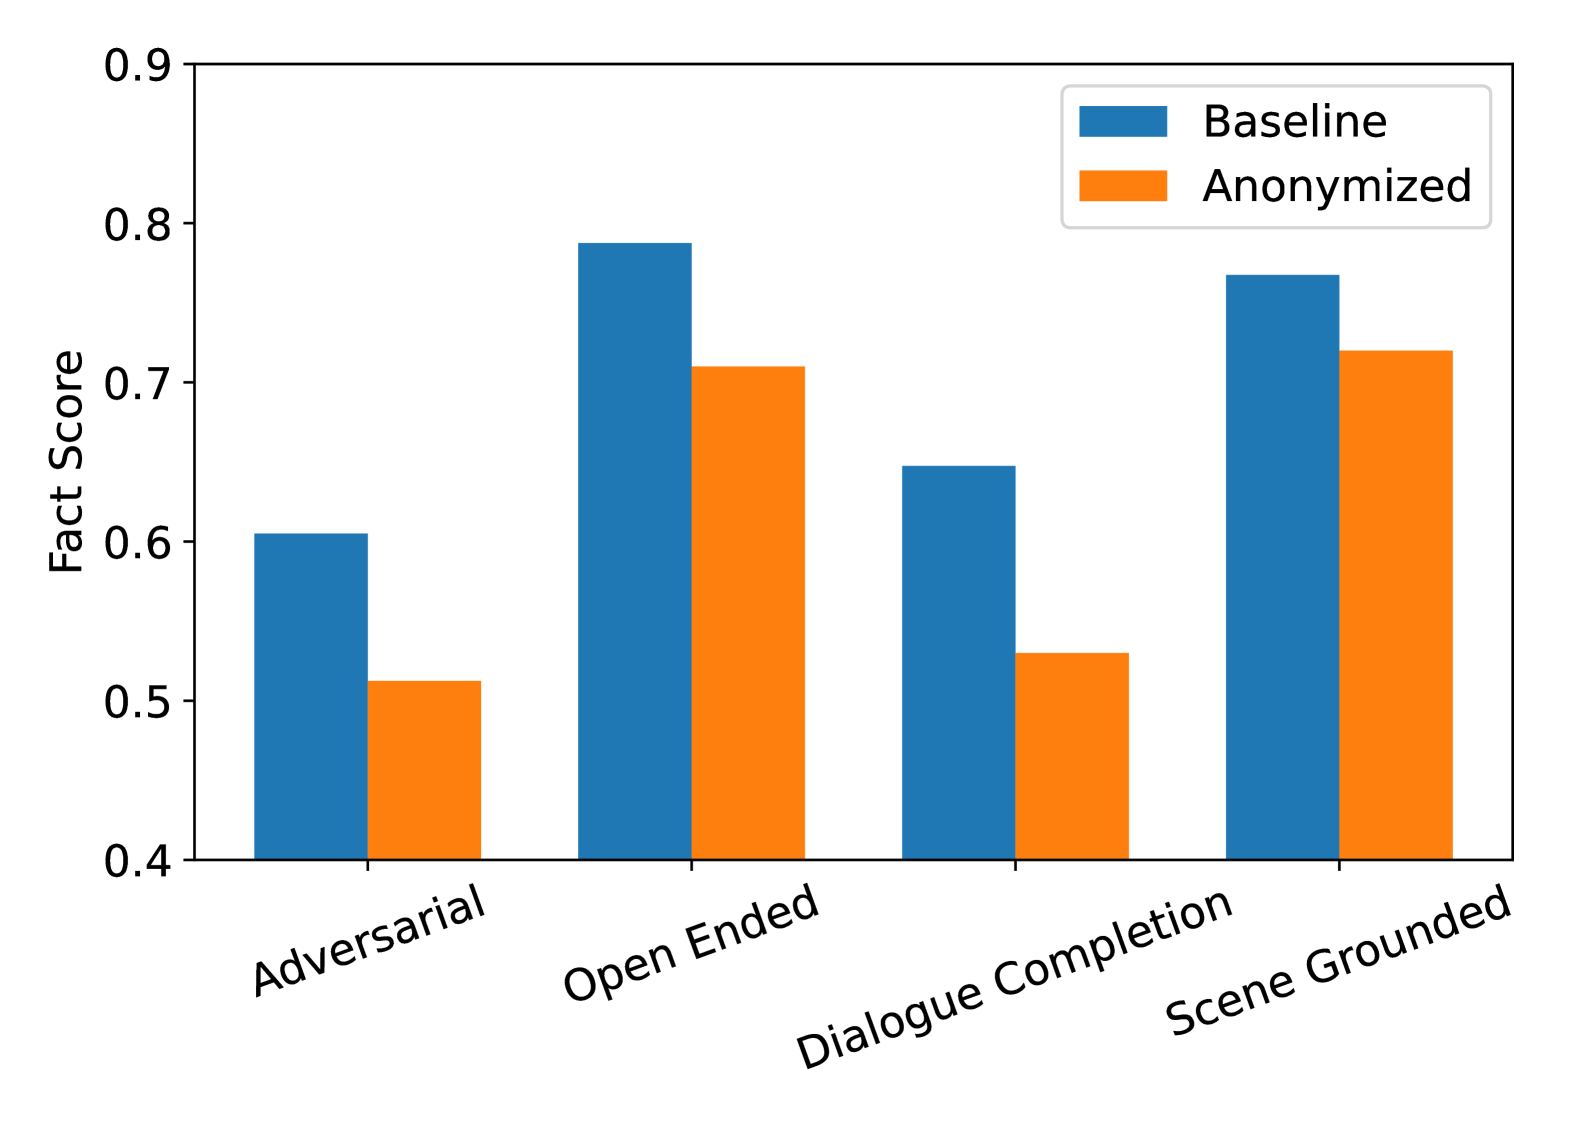 0.9
0.8
0.7
0.6
0.5
0.4
Fact Score
Baseline
Anonymized
Adversarial
Open Ended
Dialogue Completion
Scene Grounded